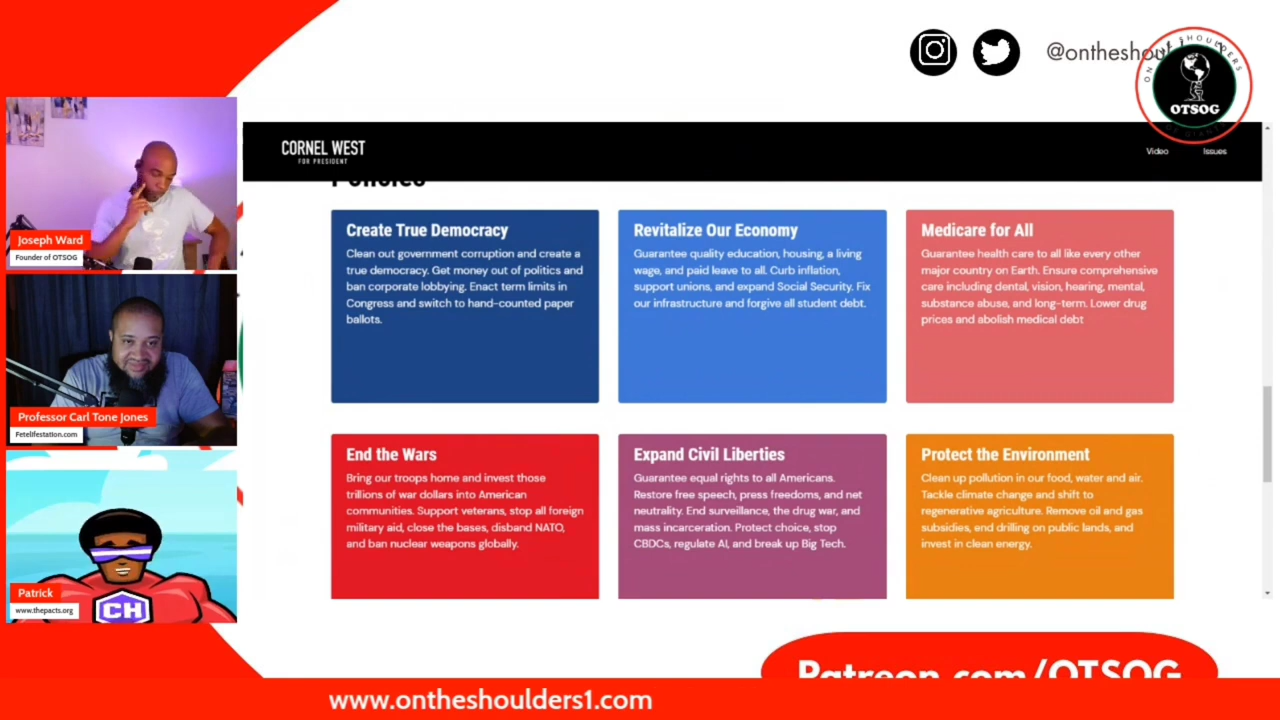 @ontheshoul
ON THE SHOULDERS
OTSOG
OF GIANTS
CORNEL WEST
FOR PRESIDENT
Video
Issues
Policies
Create True Democracy
Clean out government corruption and create a
true democracy. Get money out of politics and
ban corporate lobbying. Enact term limits in
Congress and switch to hand-counted paper
ballots.
Revitalize Our Economy
Guarantee quality education, housing, a living
wage, and paid leave to all. Curb inflation,
support unions, and expand Social Security. Fix
our infrastructure and forgive all student debt.
Medicare for All
Guarantee health care to all like every other
major country on Earth. Ensure comprehensive
care including dental, vision, hearing, mental,
substance abuse, and long-term. Lower drug
prices and abolish medical debt
End the Wars
Bring our troops home and invest those
trillions of war dollars into American
communities. Support veterans, stop all foreign
military aid, close the bases, disband NATO,
and ban nuclear weapons globally.
Expand Civil Liberties
Guarantee equal rights to all Americans.
Restore free speech, press freedoms, and net
neutrality. End surveillance, the drug war, and
mass incarceration. Protect choice, stop
CBDCs, regulate AI, and break up Big Tech.
Protect the Environment
Clean up pollution in our food, water and air.
Tackle climate change and shift to
regenerative agriculture. Remove oil and gas
subsidies, end drilling on public lands, and
invest in clean energy.
Joseph Ward
Founder of OTSOG
Professor Carl Tone Jones
Fetelifestation.com
Patrick
www.thepacts.org
CH
Patreon.com/OTSOG
www.ontheshoulders1.com